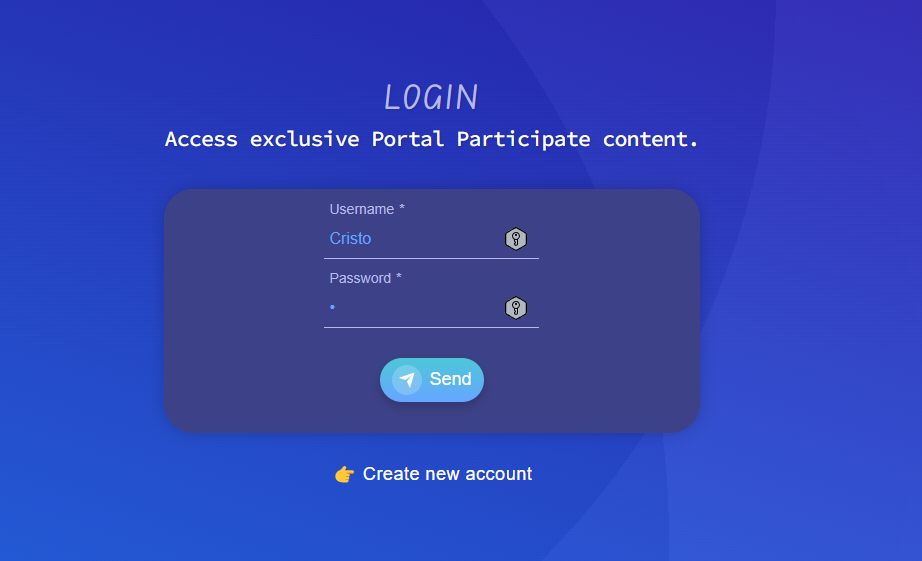 LOGIN
Access exclusive Portal Participate content.
Username *
Cristo
Password *
•
Send
👉 Create new account